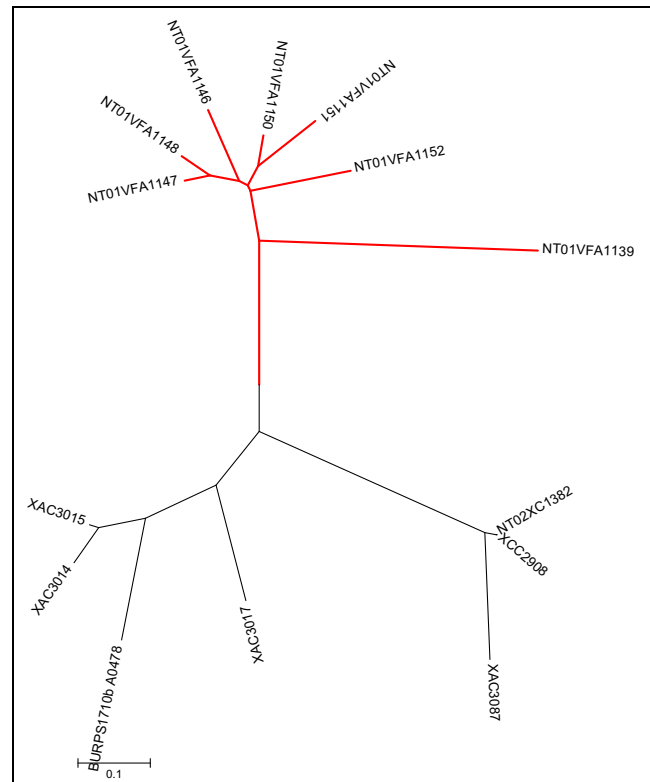 NT01VFA1146
NT01VFA1150
NT01VFA1151
NT01VFA1148
NT01VFA1152
NT01VFA1147
NT01VFA1139
XAC3015
NT02XC1382
XCC2908
XAC3014
XAC3017
BURPS1710b A0478
XAC3087
0.1